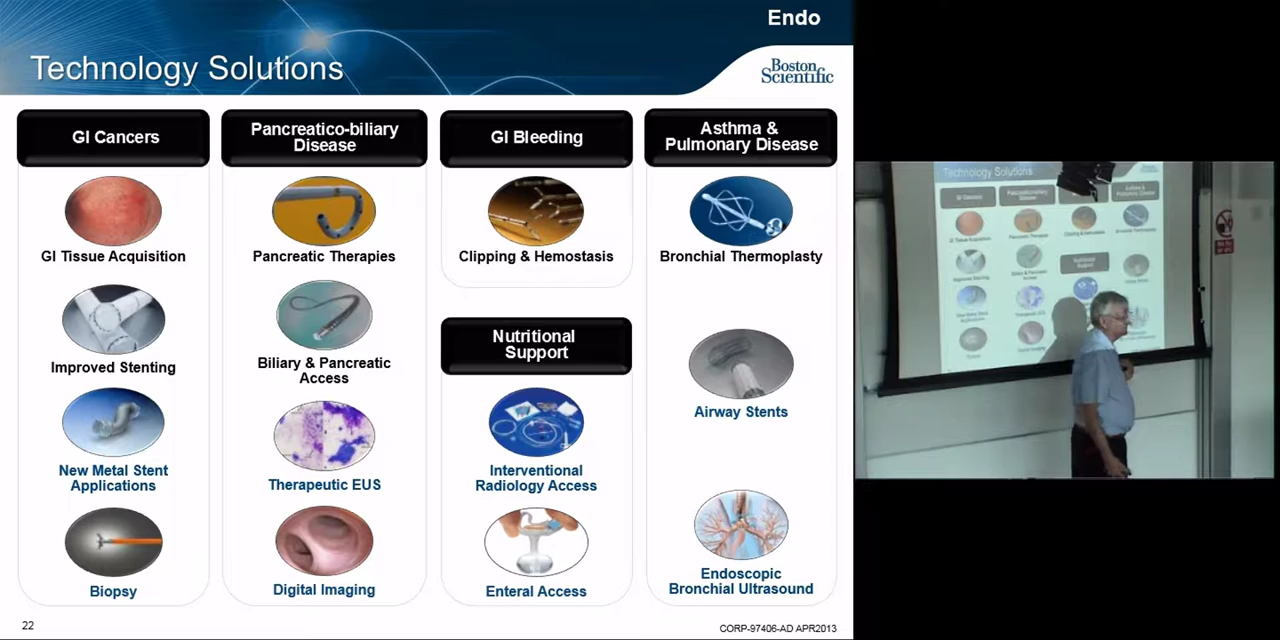 Endo
Technology Solutions
Boston
Scientific
GI Cancers
GI Tissue Acquisition
Improved Stenting
New Metal Stent
Applications
Biopsy
Pancreatico-biliary
Disease
Pancreatic Therapies
Biliary & Pancreatic
Access
Therapeutic EUS
Digital Imaging
GI Bleeding
Clipping & Hemostasis
Nutritional
Support
Interventional
Radiology Access
Enteral Access
Asthma &
Pulmonary Disease
Bronchial Thermoplasty
Airway Stents
Endoscopic
Bronchial Ultrasound
22
CORP-97406-AD APR2013
Technology Solutions